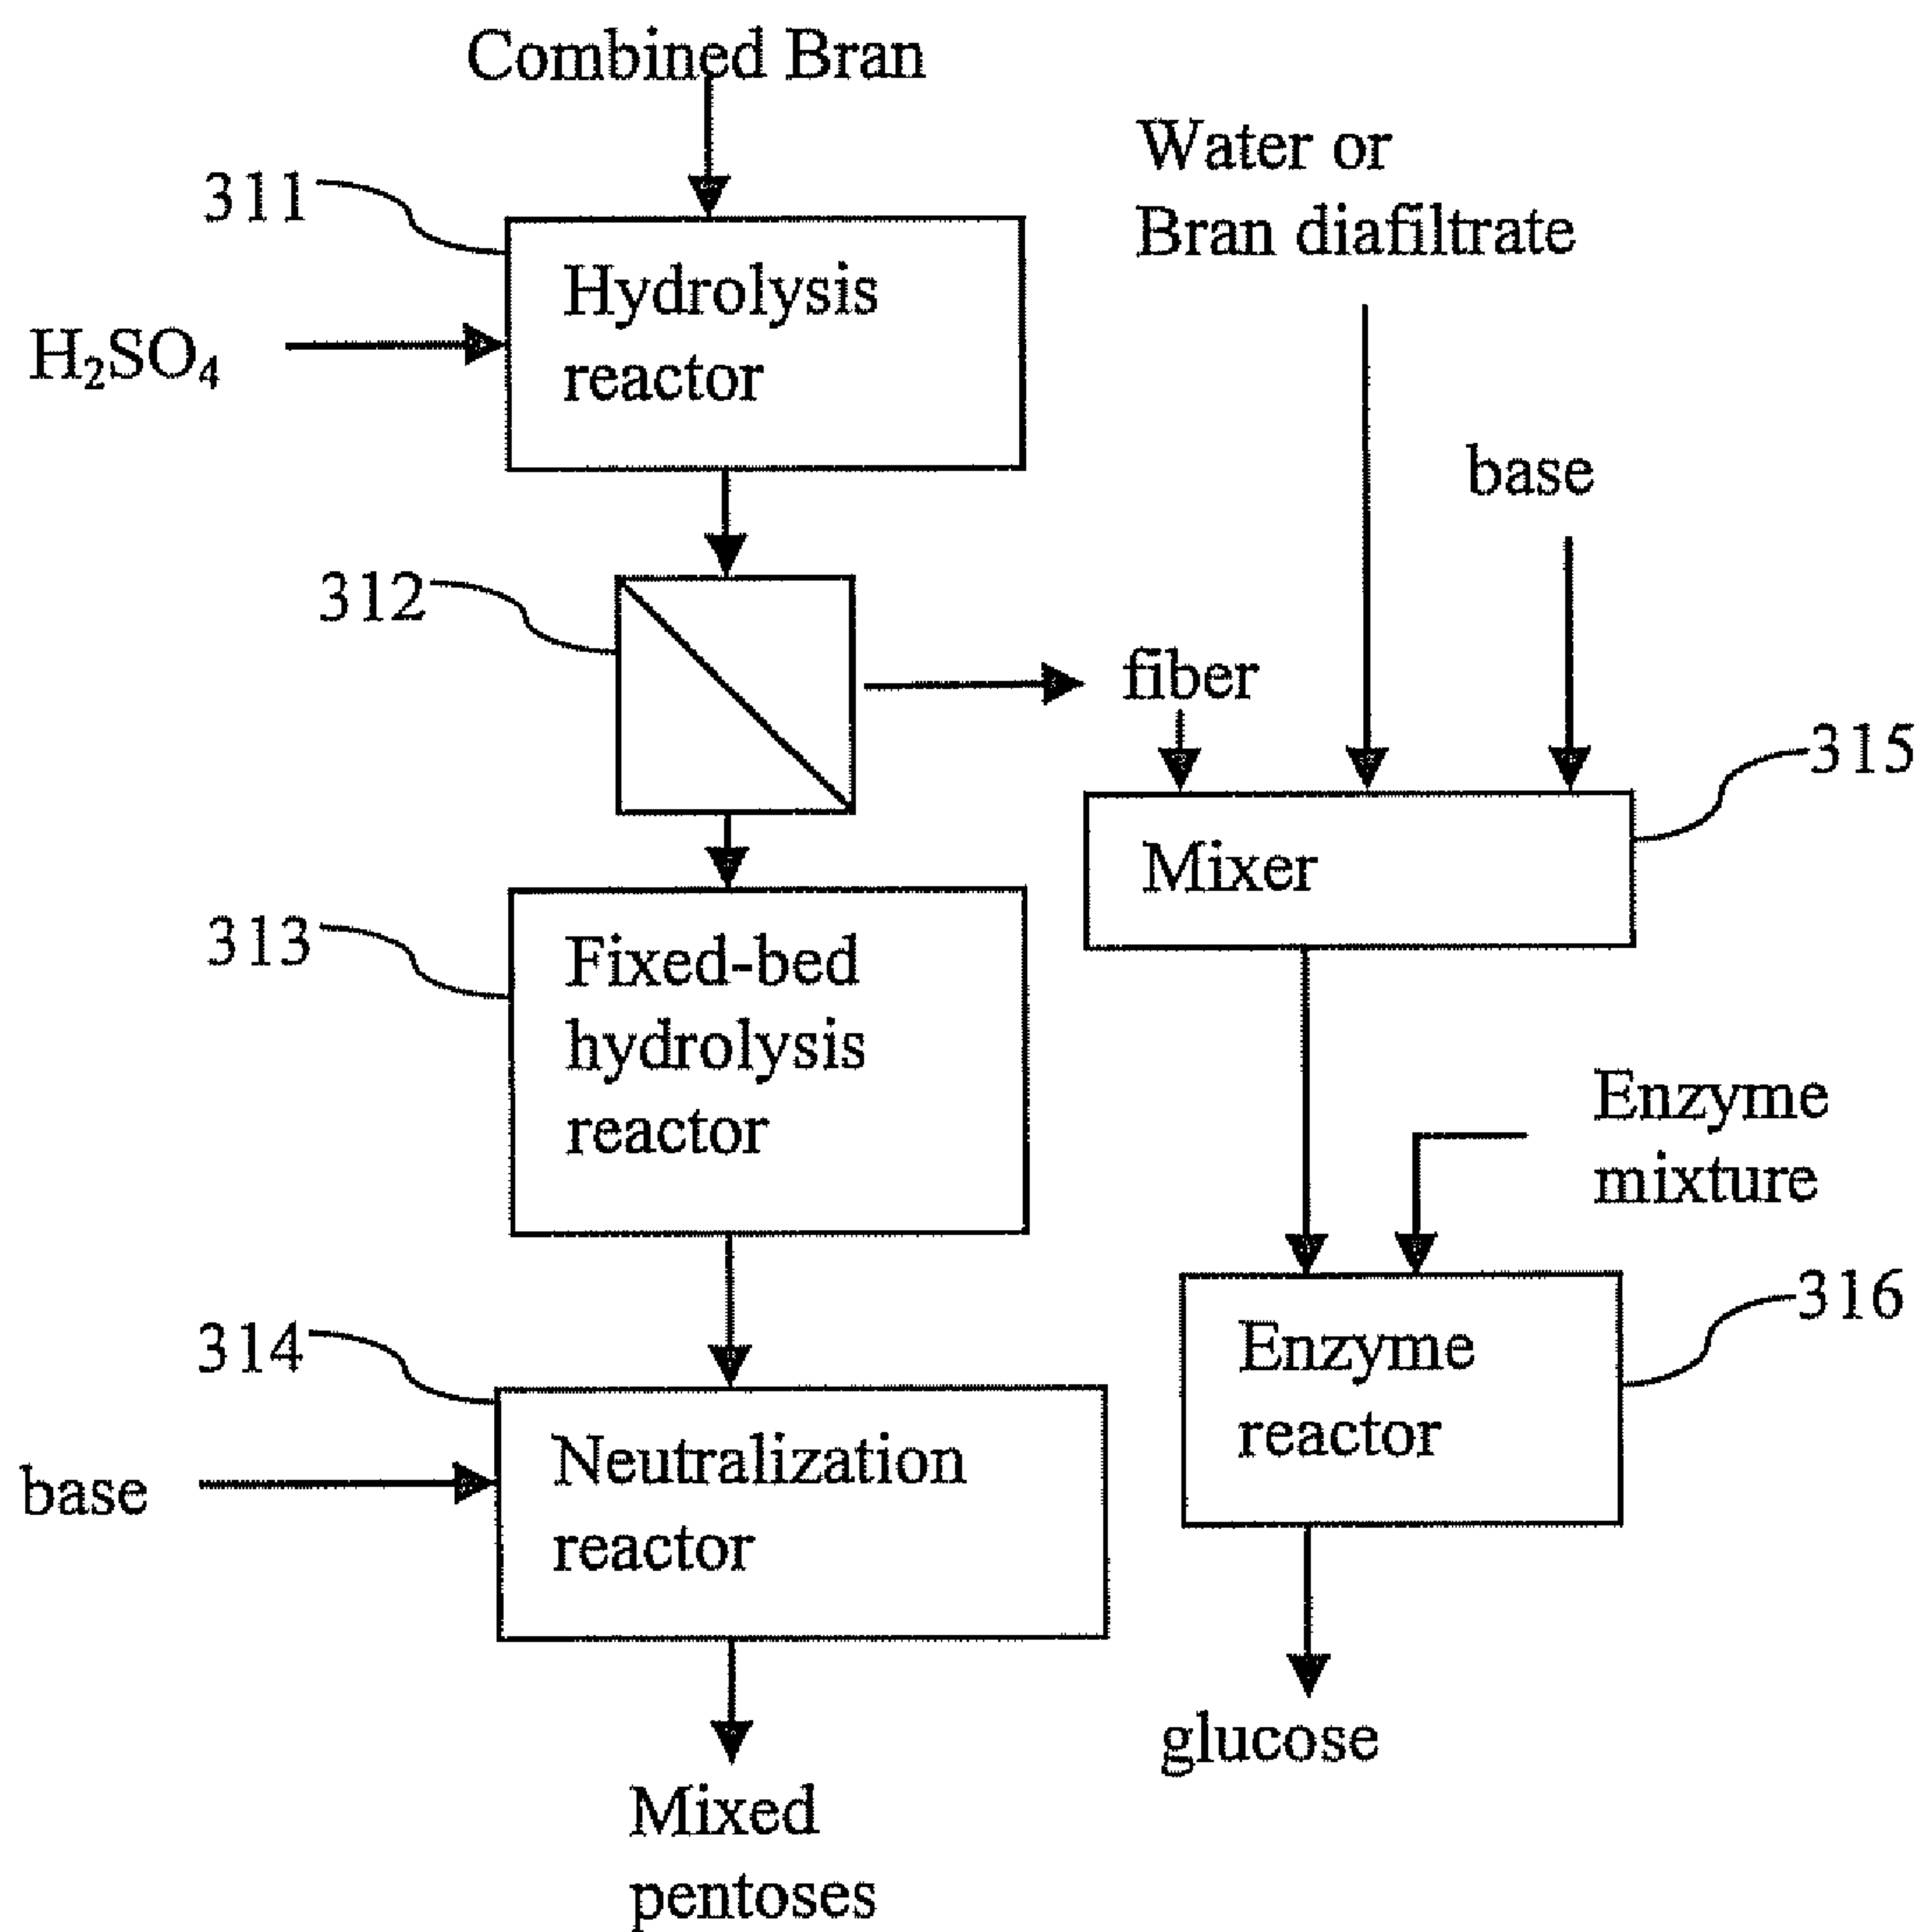 Combined Bran
Water or
Bran diafiltrate
311
Hydrolysis
reactor
H₂SO₄
base
312
fiber
315
Mixer
313
Fixed-bed
hydrolysis
reactor
Enzyme
mixture
314
316
Enzyme
reactor
Neutralization
reactor
base
glucose
Mixed
pentoses